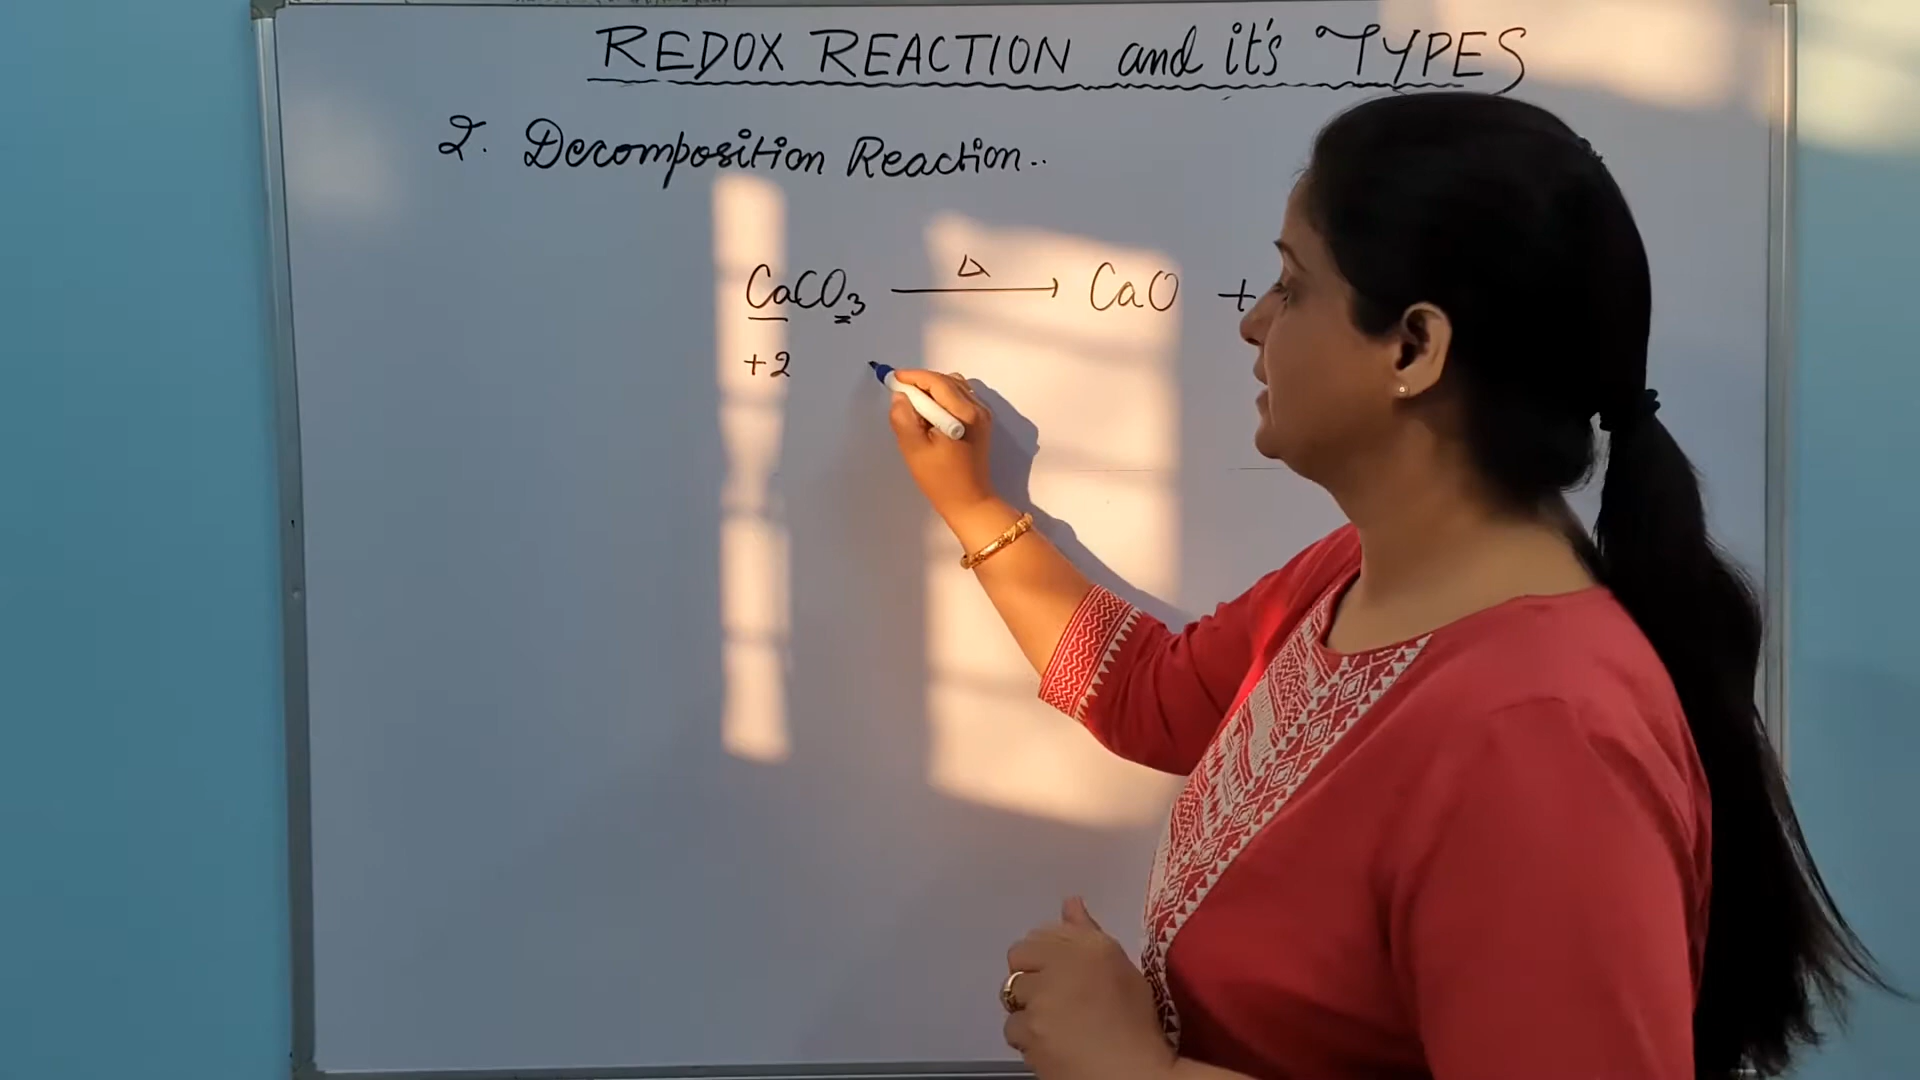 REDOX REACTION and it's TYPES
2. Decomposition Reaction..
CaCO₃ —Δ→ CaO +
+2